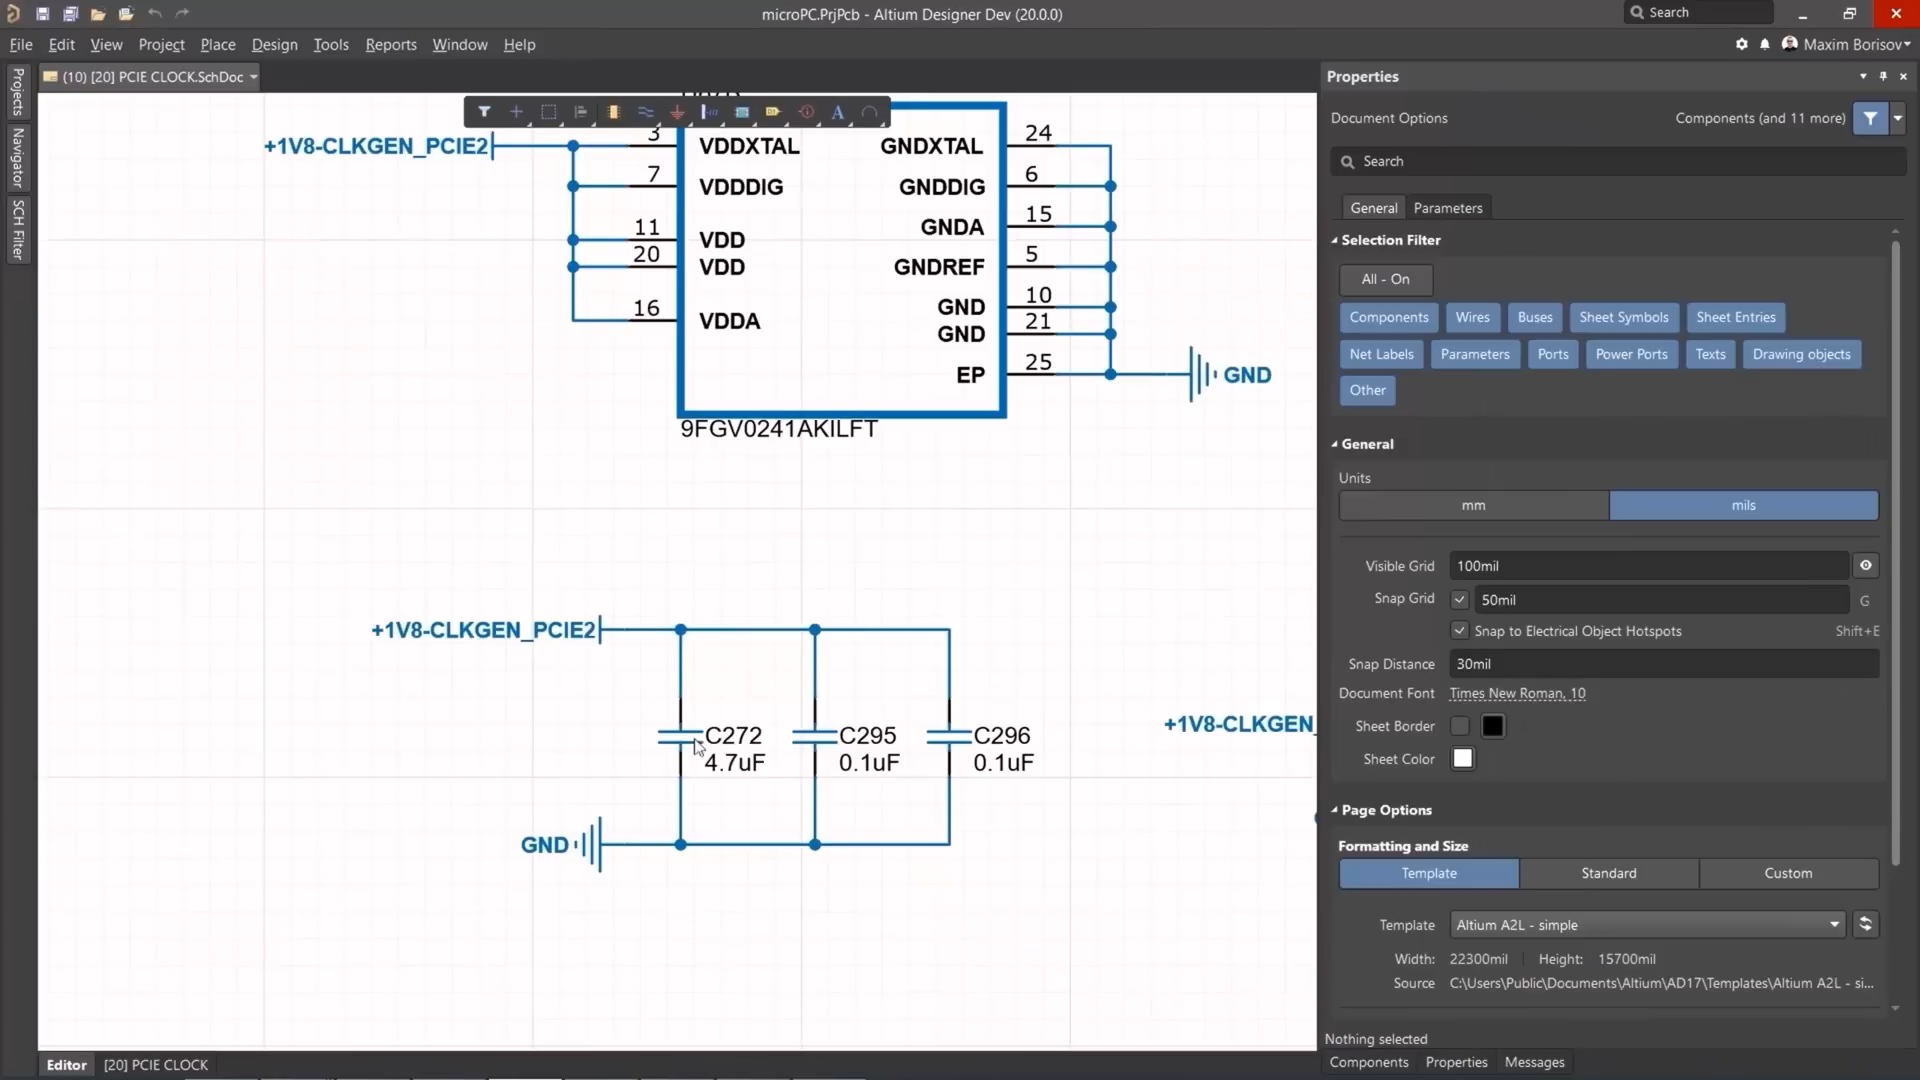 microPC.PrjPcb - Altium Designer Dev (20.0.0)
Search
File Edit View Project Place Design Tools Reports Window Help
Maxim Borisov
Projects
Navigator
SCH Filter
(10) [20] PCIE CLOCK.SchDoc
+1V8-CLKGEN_PCIE2
3 VDDXTAL GNDXTAL 24
7 VDDDIG GNDDIG 6
GNDA 15
11 VDD
20 VDD GNDREF 5
GND 10
16 VDDA GND 21
EP 25 GND
9FGV0241AKILFT
+1V8-CLKGEN_PCIE2
C272
4.7uF
C295
0.1uF
C296
0.1uF
+1V8-CLKGEN_
GND
Editor [20] PCIE CLOCK
Properties
Document Options Components (and 11 more)
Search
General Parameters
Selection Filter
All - On
Components Wires Buses Sheet Symbols Sheet Entries
Net Labels Parameters Ports Power Ports Texts Drawing objects
Other
General
Units
mm mils
Visible Grid 100mil
Snap Grid 50mil G
Snap to Electrical Object Hotspots Shift+E
Snap Distance 30mil
Document Font Times New Roman, 10
Sheet Border
Sheet Color
Page Options
Formatting and Size
Template Standard Custom
Template Altium A2L - simple
Width: 22300mil Height: 15700mil
Source C:\Users\Public\Documents\Altium\AD17\Templates\Altium A2L - si...
Nothing selected
Components Properties Messages